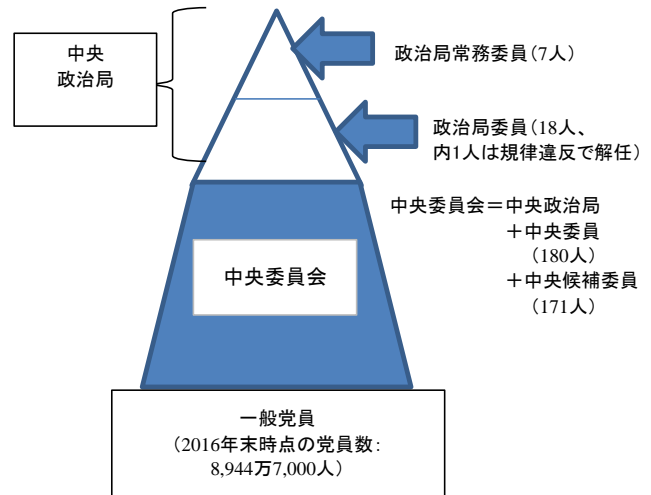 中央
政治局
政治局常務委員(7人)
政治局委員(18人、
内1人は規律違反で解任)
中央委員会=中央政治局
+中央委員
(180人)
+中央候補委員
(171人)
中央委員会
一般党員
(2016年末時点の党員数:
8,944万7,000人)